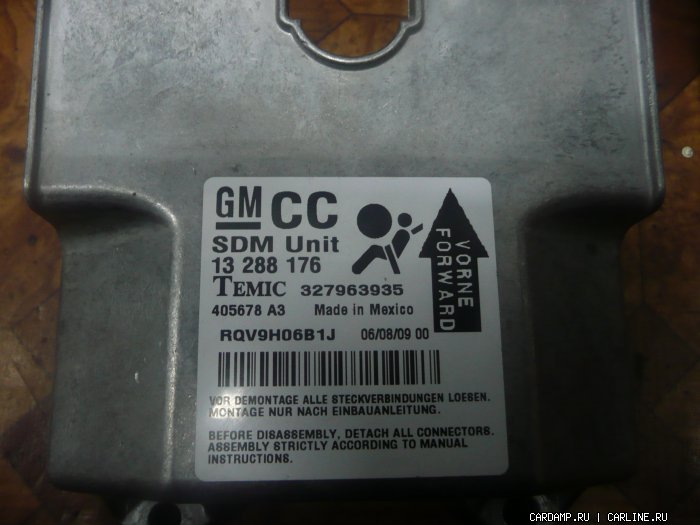 GM CC
SDM Unit
13 288 176
TEMIC 327963935
405678 A3 Made in Mexico
RQV9H06B1J 06/08/09 00
VORNE
FORWARD
VOR DEMONTAGE ALLE STECKVERBINDUNGEN LOESEN.
MONTAGE NUR NACH EINBAUANLEITUNG.
BEFORE DISASSEMBLY, DETACH ALL CONNECTORS.
ASSEMBLY STRICTLY ACCORDING TO MANUAL
INSTRUCTIONS.
CARDAMP.RU | CARLINE.RU